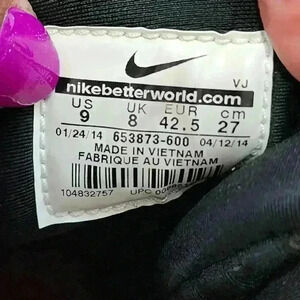 VJ
nikebetterworld.com
US UK EUR cm
9 8 42.5 27
01/24/14 653873-600 04/12/14
MADE IN VIETNAM
FABRIQUE AU VIETNAM
104832757 UPC